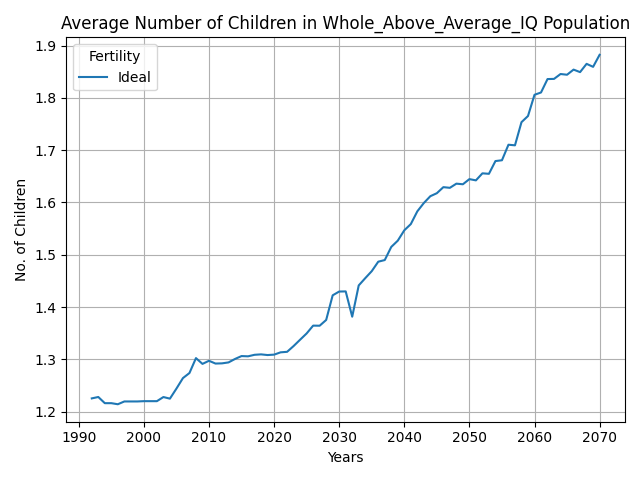 Average Number of Children in Whole_Above_Average_IQ Population
Fertility
Ideal
No. of Children
1.9
1.8
1.7
1.6
1.5
1.4
1.3
1.2
1990 2000 2010 2020 2030 2040 2050 2060 2070
Years